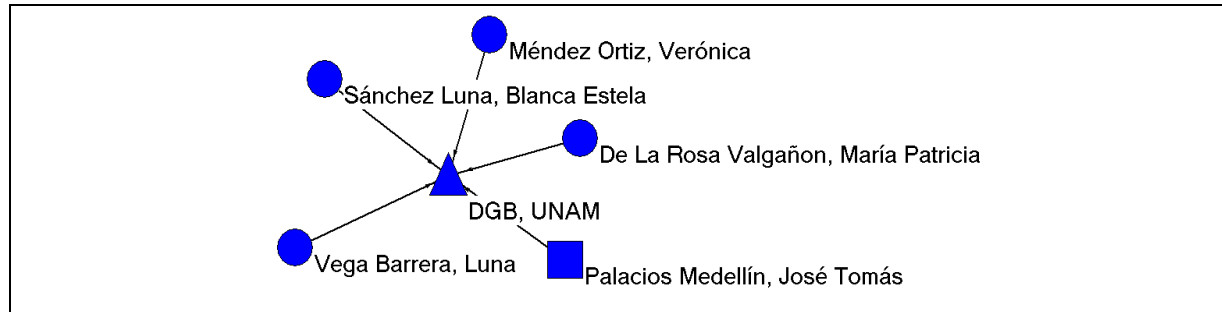 Méndez Ortiz, Verónica
Sánchez Luna, Blanca Estela
De La Rosa Valgañon, María Patricia
DGB, UNAM
Vega Barrera, Luna
Palacios Medellín, José Tomás